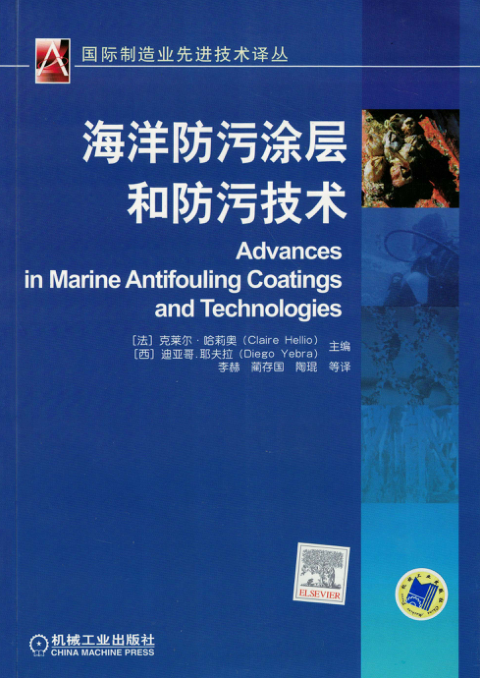 国际制造业先进技术译丛
海洋防污涂层
和防污技术
Advances
in Marine Antifouling Coatings
and Technologies
[法] 克莱尔·哈莉奥 (Claire Hellio)
[西] 迪亚哥.耶夫拉 (Diego Yebra)
主编
李赫 蔺存国 陶琨 等译
ELSEVIER
机械工业出版社
CHINA MACHINE PRESS